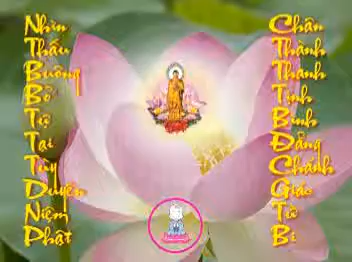 Nhìn
Thấu
Buông
Bỏ
Tự
Tại
Tùy
Duyên
Niệm
Phật
Chân
Thành
Thanh
Tịnh
Bình
Đẳng
Chánh
Giác
Từ
Bi